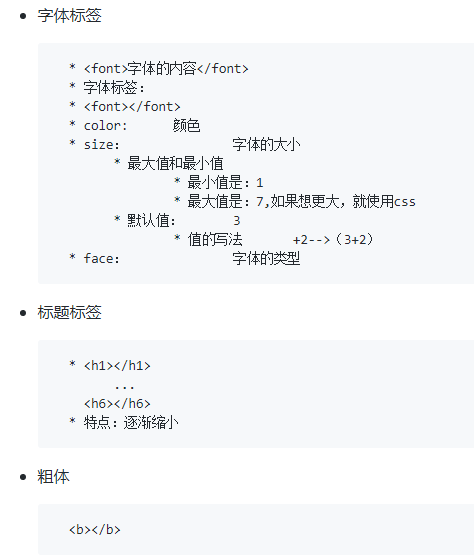 字体标签
* <font>字体的内容</font>
* 字体标签:
* <font></font>
* color: 颜色
* size: 字体的大小
* 最大值和最小值
* 最小值是：1
* 最大值是：7,如果想更大，就使用css
* 默认值: 3
* 值的写法 +2-->（3+2）
* face: 字体的类型
标题标签
* <h1></h1>
...
<h6></h6>
* 特点：逐渐缩小
粗体
<b></b>